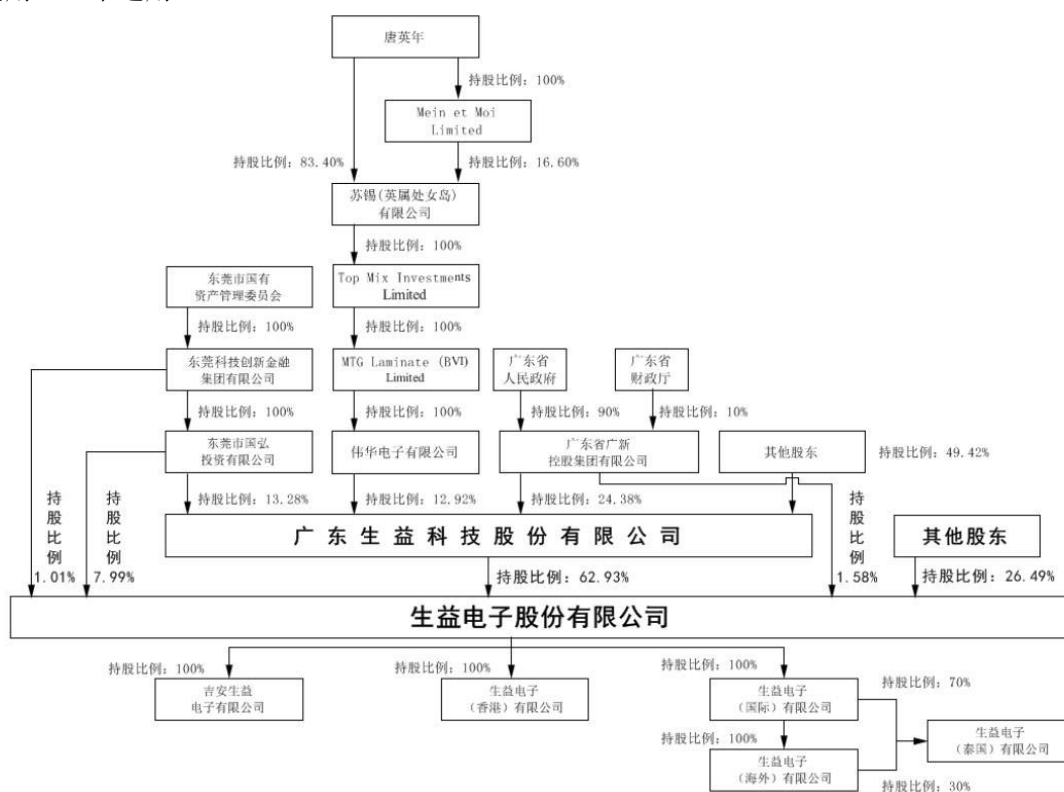 唐英年
持股比例：100%
Mein et Moi
Limited
持股比例：83.40%
持股比例：16.60%
苏锡(英属处女岛)
有限公司
持股比例：100%
东莞市国有
资产管理委员会
Top Mix Investments
Limited
持股比例：100%
持股比例：100%
东莞科技创新金融
集团有限公司
MTG Laminate (BVI)
Limited
广东省
人民政府
广东省
财政厅
持股比例：100%
持股比例：100%
持股比例：90%
持股比例：10%
东莞市国弘
投资有限公司
伟华电子有限公司
广东省广新
控股集团有限公司
其他股东
持股比例：49.42%
持股比例：13.28%
持股比例：12.92%
持股比例：24.38%
持股比例
1.01%
持股比例
7.99%
广东生益科技股份有限公司
持股比例
1.58%
其他股东
持股比例：62.93%
持股比例：26.49%
生益电子股份有限公司
持股比例：100%
持股比例：100%
持股比例：100%
吉安生益
电子有限公司
生益电子
（香港）有限公司
生益电子
（国际）有限公司
持股比例：70%
持股比例：100%
生益电子
（泰国）有限公司
生益电子
（海外）有限公司
持股比例：30%